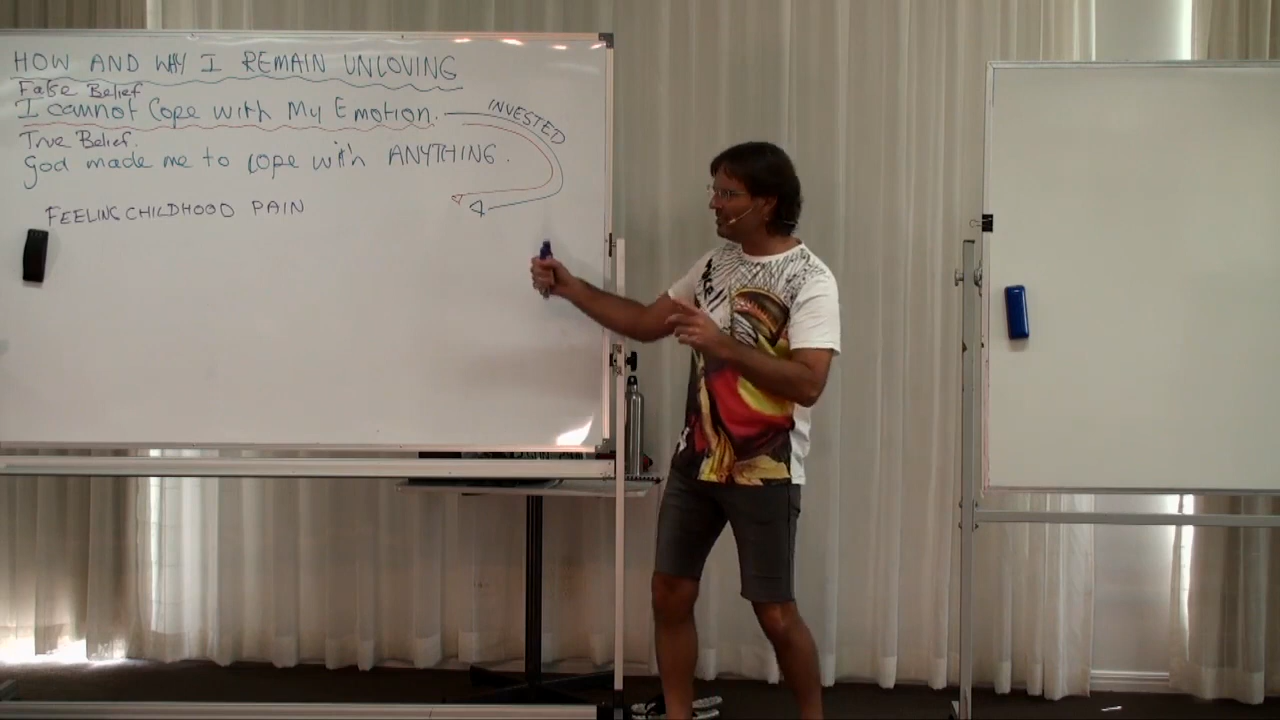 HOW AND WHY I REMAIN UNLOVING
False Belief
I cannot Cope with My Emotion.
INVESTED
True Belief.
God made me to cope with ANYTHING.
FEELING CHILDHOOD PAIN